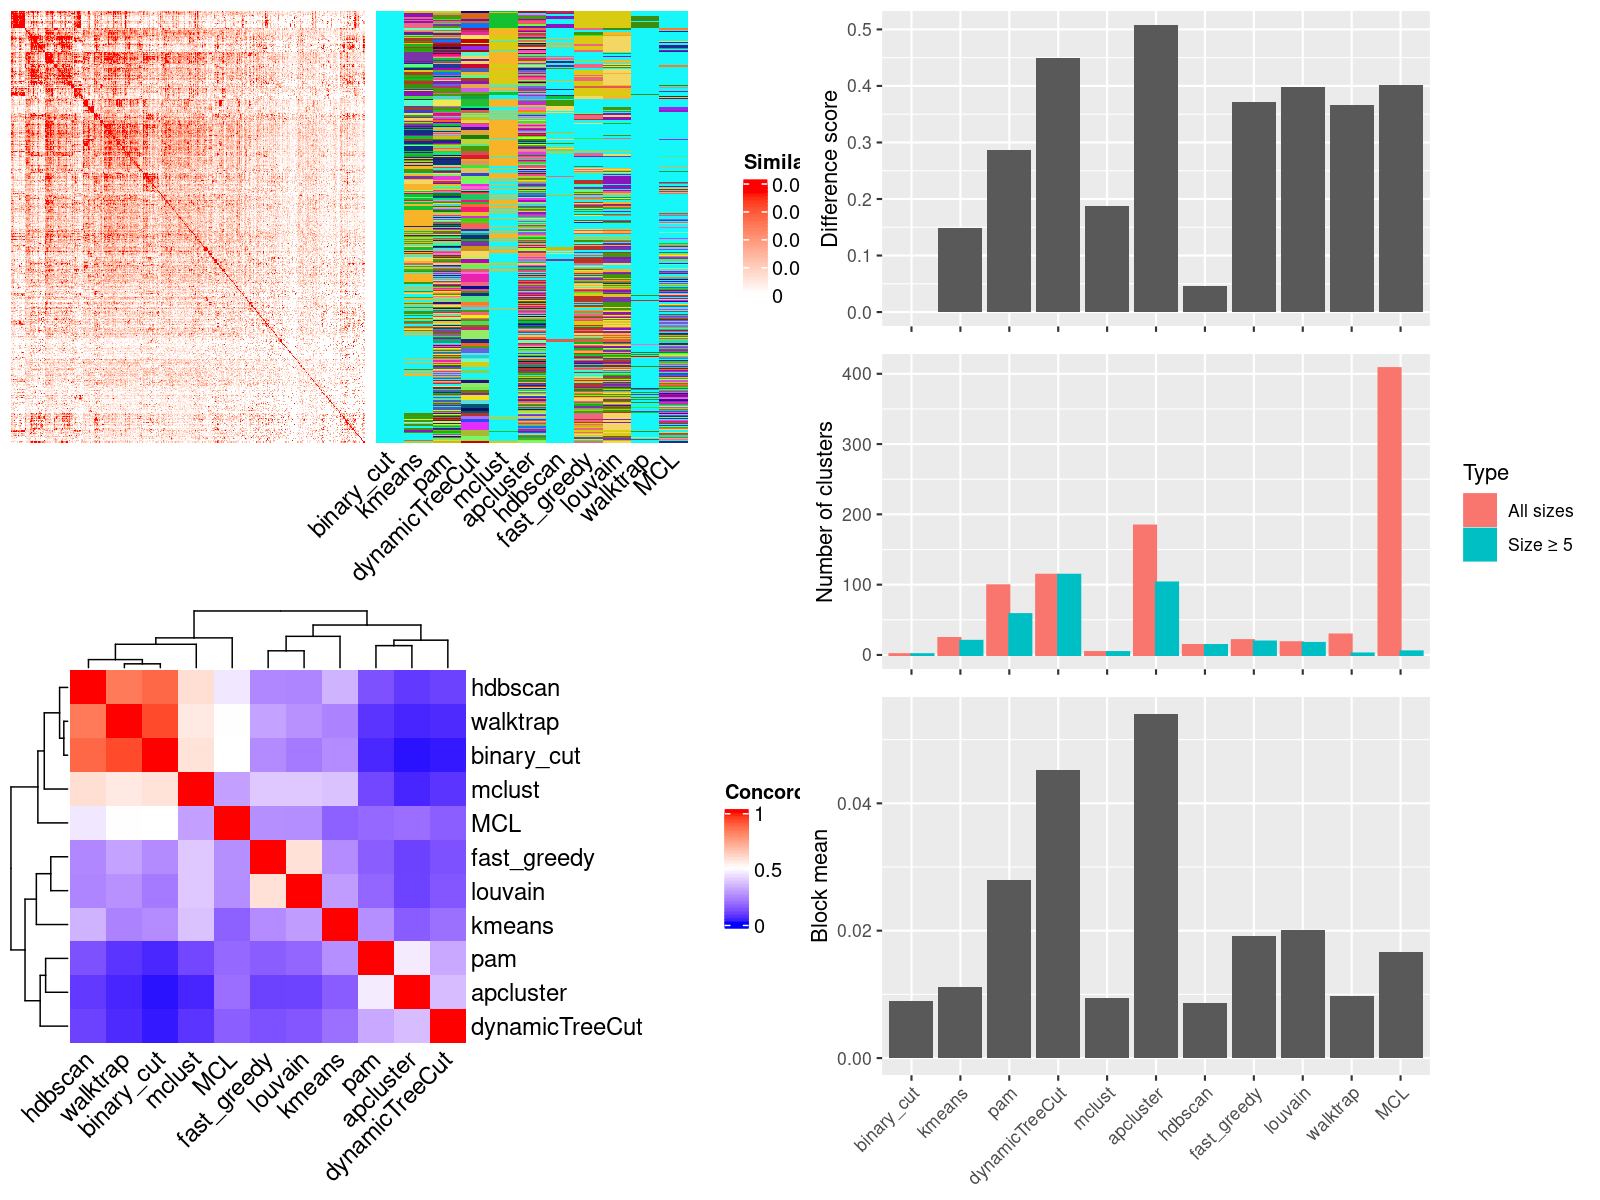 Simila
0.0
0.0
0.0
0.0
0
binary_cut
kmeans
pam
dynamicTreeCut
mclust
apcluster
hdbscan
fast_greedy
louvain
walktrap
MCL
hdbscan
walktrap
binary_cut
mclust
MCL
fast_greedy
louvain
kmeans
pam
apcluster
dynamicTreeCut
hdbscan
walktrap
binary_cut
mclust
MCL
fast_greedy
louvain
kmeans
pam
apcluster
dynamicTreeCut
Concord
1
0.5
0
Difference score
0.5
0.4
0.3
0.2
0.1
0.0
Number of clusters
400
300
200
100
0
Type
All sizes
Size ≥ 5
Block mean
0.04
0.02
0.00
binary_cut
kmeans
pam
dynamicTreeCut
mclust
apcluster
hdbscan
fast_greedy
louvain
walktrap
MCL